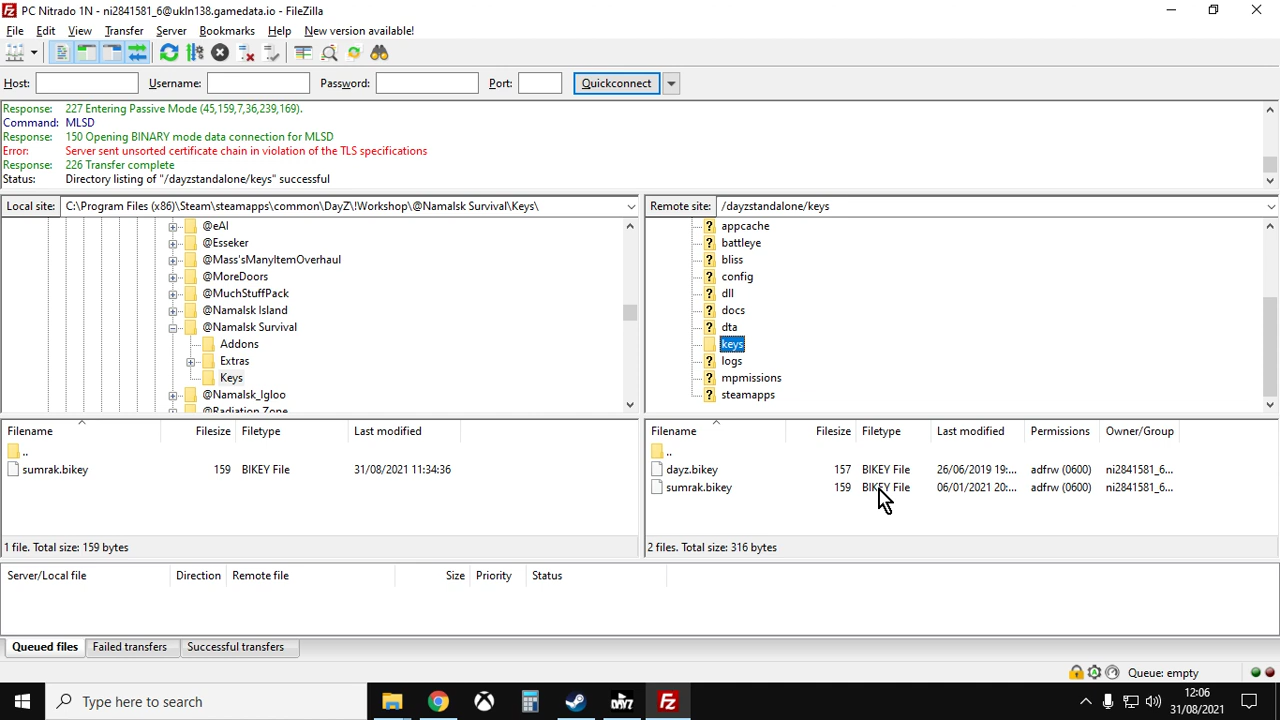 PC Nitrado 1N - ni2841581_6@ukln138.gamedata.io - FileZilla
File Edit View Transfer Server Bookmarks Help New version available!
Host: Username: Password: Port: Quickconnect
Response: 227 Entering Passive Mode (45,159,7,36,239,169).
Command: MLSD
Response: 150 Opening BINARY mode data connection for MLSD
Error: Server sent unsorted certificate chain in violation of the TLS specifications
Response: 226 Transfer complete
Status: Directory listing of "/dayzstandalone/keys" successful
Local site: C:\Program Files (x86)\Steam\steamapps\common\DayZ\!Workshop\@Namalsk Survival\Keys\
@eAI
@Esseker
@Mass'sManyItemOverhaul
@MoreDoors
@MuchStuffPack
@Namalsk Island
@Namalsk Survival
Addons
Extras
Keys
@Namalsk_Igloo
@Radiation Zone
Filename Filesize Filetype Last modified
..
sumrak.bikey 159 BIKEY File 31/08/2021 11:34:36
1 file. Total size: 159 bytes
Remote site: /dayzstandalone/keys
appcache
battleye
bliss
config
dll
docs
dta
keys
logs
mpmissions
steamapps
Filename Filesize Filetype Last modified Permissions Owner/Group
..
dayz.bikey 157 BIKEY File 26/06/2019 19:... adfrw (0600) ni2841581_6...
sumrak.bikey 159 BIKEY File 06/01/2021 20:... adfrw (0600) ni2841581_6...
2 files. Total size: 316 bytes
Server/Local file Direction Remote file Size Priority Status
Queued files Failed transfers Successful transfers
Queue: empty
Type here to search
DAYZ
12:06
31/08/2021